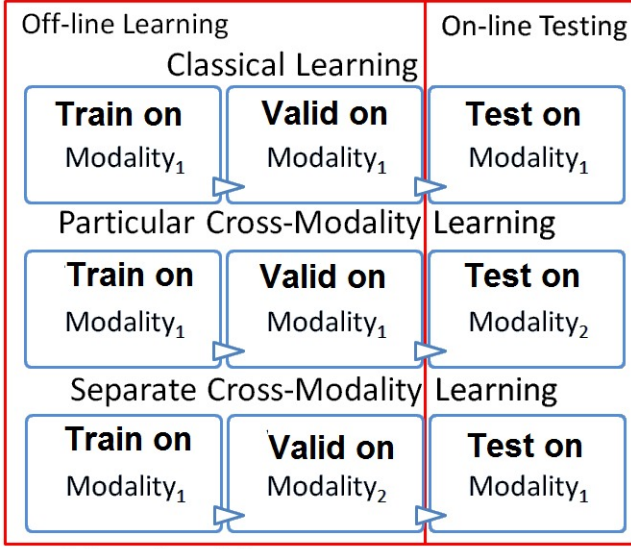 Off-line Learning
On-line Testing
Classical Learning
Train on
Modality₁
Valid on
Modality₁
Test on
Modality₁
Particular Cross-Modality Learning
Train on
Modality₁
Valid on
Modality₁
Test on
Modality₂
Separate Cross-Modality Learning
Train on
Modality₁
Valid on
Modality₂
Test on
Modality₁